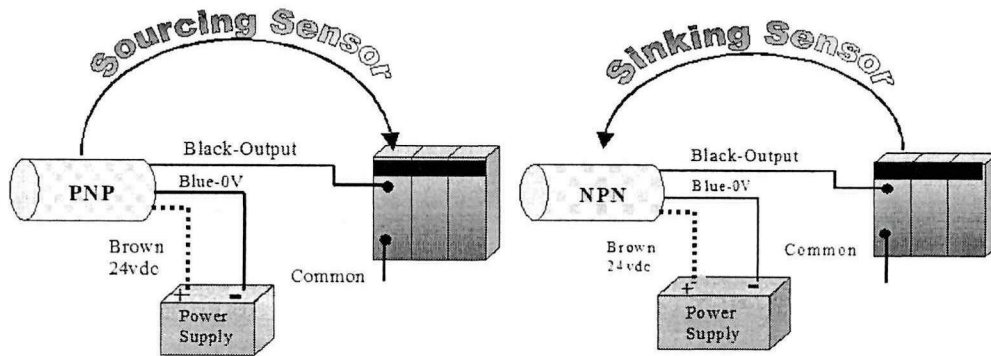 Sourcing Sensor
PNP
Black-Output
Blue-0V
Brown
24vdc
Common
+ -
Power
Supply
Sinking Sensor
NPN
Black-Output
Blue-0V
Brown
24vdc
Common
+ -
Power
Supply